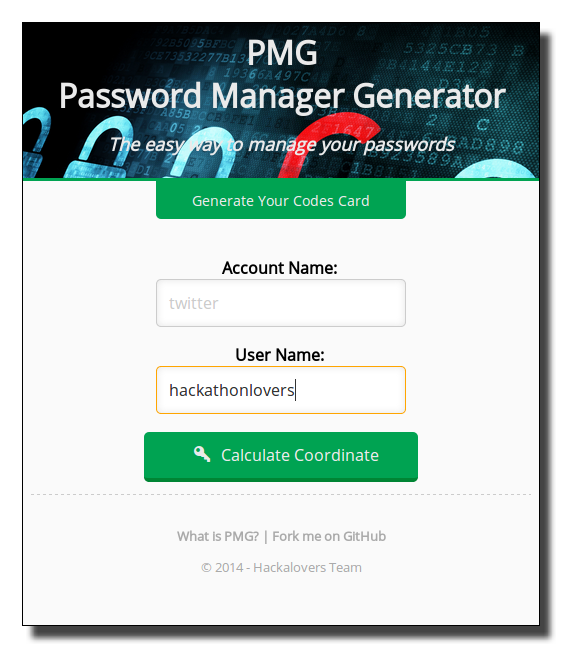 PMG
Password Manager Generator
The easy way to manage your passwords
Generate Your Codes Card
Account Name:
twitter
User Name:
hackathonlovers
Calculate Coordinate
What is PMG? | Fork me on GitHub
© 2014 - Hackalovers Team